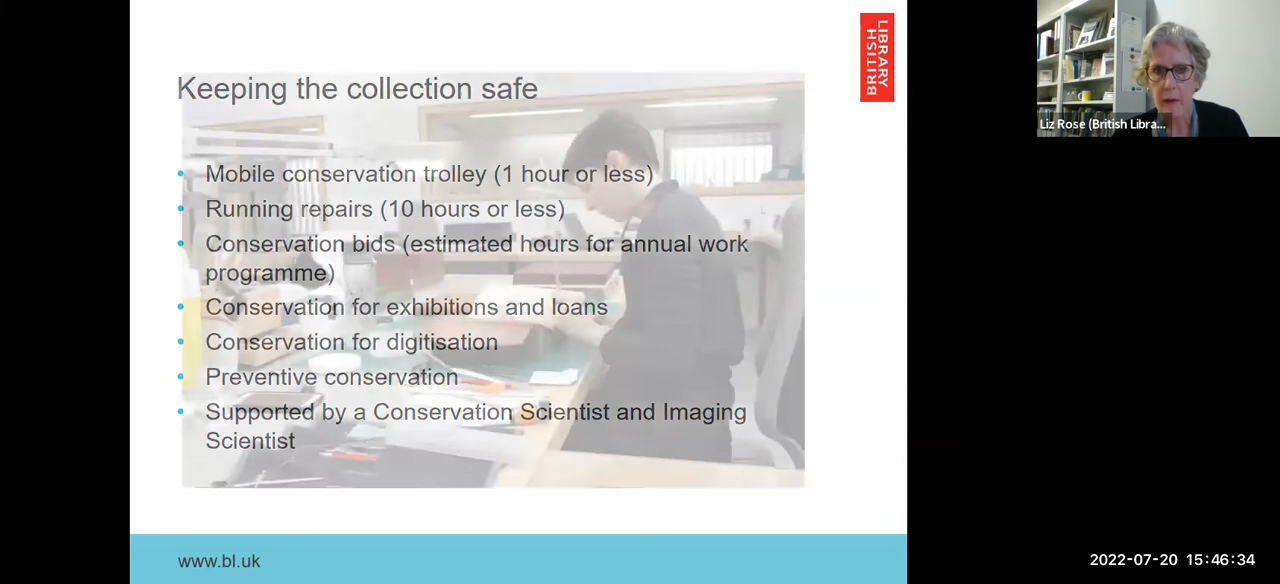 Keeping the collection safe
LIBRARY
BRITISH
Liz Rose (British Libra...
• Mobile conservation trolley (1 hour or less)
• Running repairs (10 hours or less)
• Conservation bids (estimated hours for annual work
programme)
• Conservation for exhibitions and loans
• Conservation for digitisation
• Preventive conservation
• Supported by a Conservation Scientist and Imaging
Scientist
www.bl.uk
2022-07-20 15:46:34